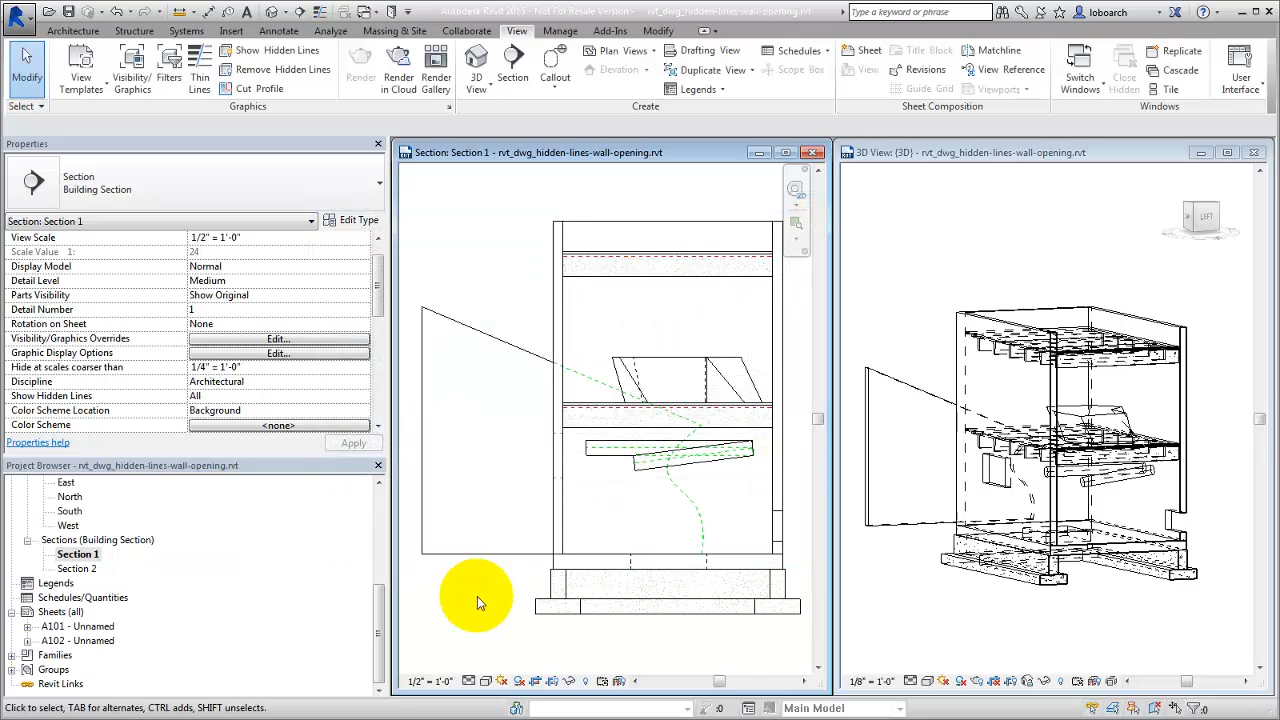 Autodesk Revit 2015 - Not For Resale Version - rvt_dwg_hidden-lines-wall-opening.rvt
Type a keyword or phrase
loboarch
Architecture Structure Systems Insert Annotate Analyze Massing & Site Collaborate View Manage Add-Ins Modify
Modify
View Templates
Visibility/ Graphics
Filters
Thin Lines
Show Hidden Lines
Remove Hidden Lines
Cut Profile
Render
Render in Cloud
Render Gallery
3D View
Section
Callout
Plan Views
Elevation
Drafting View
Duplicate View
Legends
Schedules
Scope Box
Sheet
View
Title Block
Revisions
Guide Grid
Matchline
View Reference
Viewports
Switch Windows
Close Hidden
Replicate
Cascade
Tile
User Interface
Select Graphics Create Sheet Composition Windows
Properties
Section
Building Section
Section: Section 1 Edit Type
View Scale 1/2" = 1'-0"
Scale Value 1: 24
Display Model Normal
Detail Level Medium
Parts Visibility Show Original
Detail Number 1
Rotation on Sheet None
Visibility/Graphics Overrides Edit...
Graphic Display Options Edit...
Hide at scales coarser than 1/4" = 1'-0"
Discipline Architectural
Show Hidden Lines All
Color Scheme Location Background
Color Scheme <none>
Properties help Apply
Project Browser - rvt_dwg_hidden-lines-wall-opening.rvt
East
North
South
West
Sections (Building Section)
Section 1
Section 2
Legends
Schedules/Quantities
Sheets (all)
A101 - Unnamed
A102 - Unnamed
Families
Groups
Revit Links
Section: Section 1 - rvt_dwg_hidden-lines-wall-opening.rvt
1/2" = 1'-0"
3D View: {3D} - rvt_dwg_hidden-lines-wall-opening.rvt
LEFT
1/8" = 1'-0"
Click to select, TAB for alternates, CTRL adds, SHIFT unselects. :0 Main Model :0